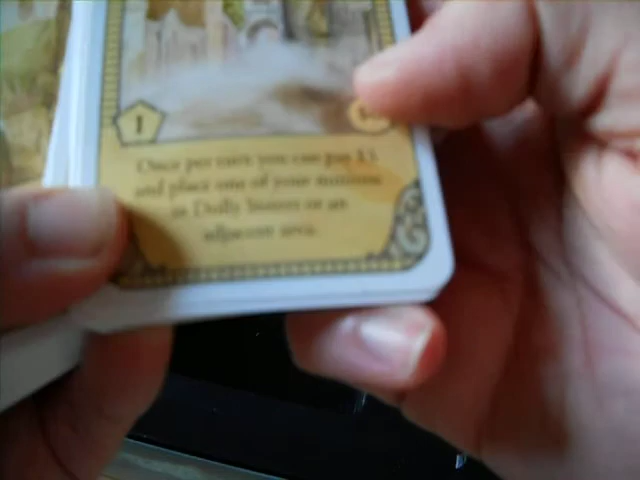 1
Once per turn you can pay $3
and place one of your minions
in Dolly Sisters or an
adjacent area.